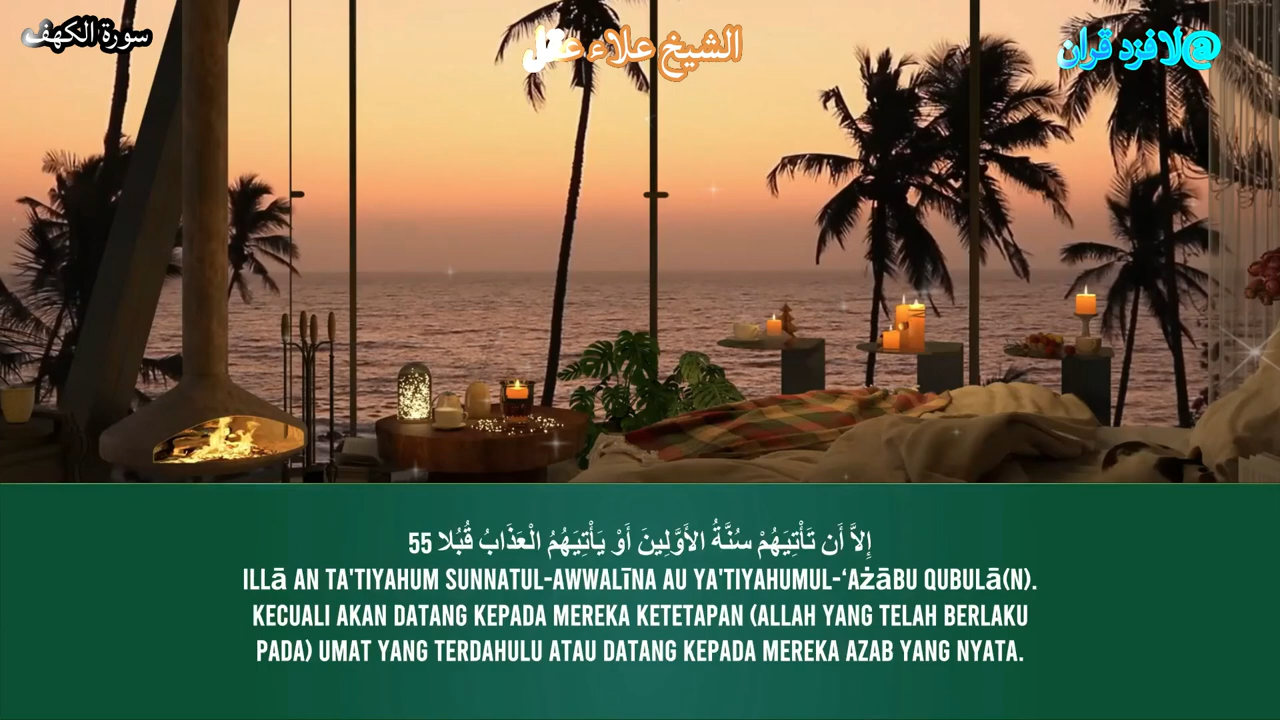 سورة الكهف
الشيخ علاء عقل
@لافزد قران
إِلاَّ أَن تَأْتِيَهُمْ سُنَّةُ الأَوَّلِينَ أَوْ يَأْتِيَهُمُ الْعَذَابُ قُبُلا 55
ILLā AN TA'TIYAHUM SUNNATUL-AWWALīNA AU YA'TIYAHUMUL-‘AżāBU QUBULā(N).
KECUALI AKAN DATANG KEPADA MEREKA KETETAPAN (ALLAH YANG TELAH BERLAKU
PADA) UMAT YANG TERDAHULU ATAU DATANG KEPADA MEREKA AZAB YANG NYATA.